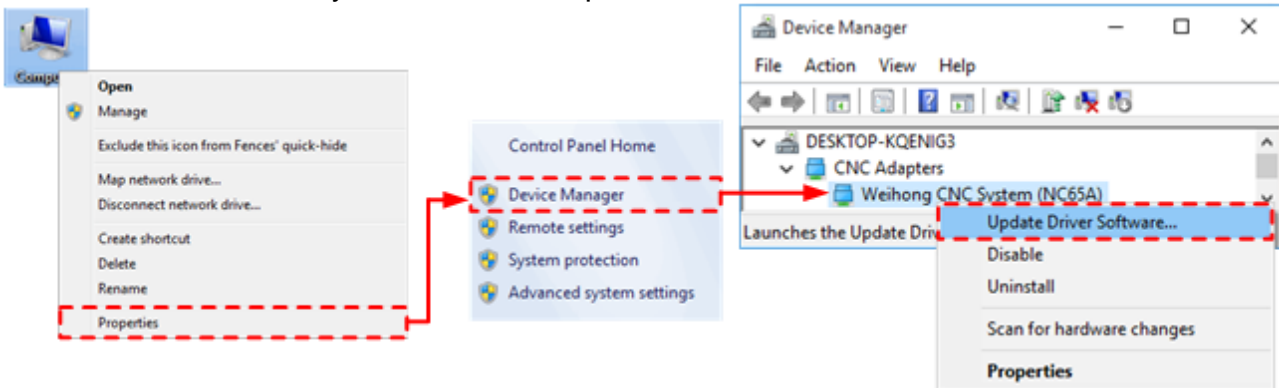 Open
Manage
Exclude this icon from Fences' quick-hide
Map network drive...
Disconnect network drive...
Create shortcut
Delete
Rename
Properties
Control Panel Home
Device Manager
Remote settings
System protection
Advanced system settings
Device Manager
File Action View Help
DESKTOP-KQENIG3
CNC Adapters
Weihong CNC System (NC65A)
Launches the Update Driv
Update Driver Software...
Disable
Uninstall
Scan for hardware changes
Properties